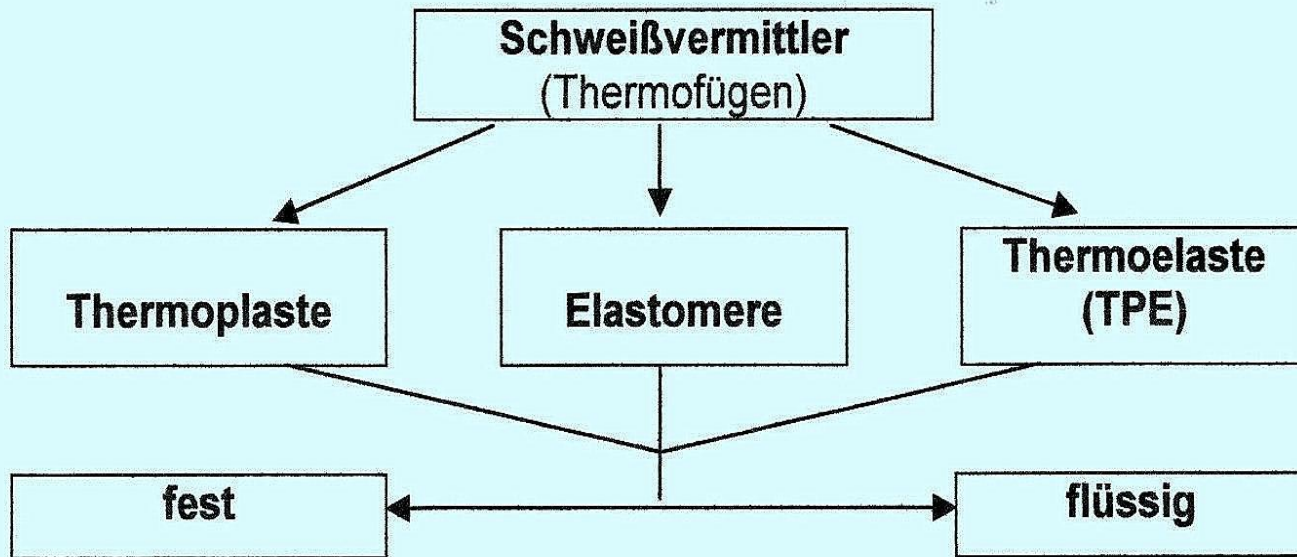 Schweißvermittler
(Thermofügen)
Thermoplaste
Elastomere
Thermoelaste
(TPE)
fest
flüssig